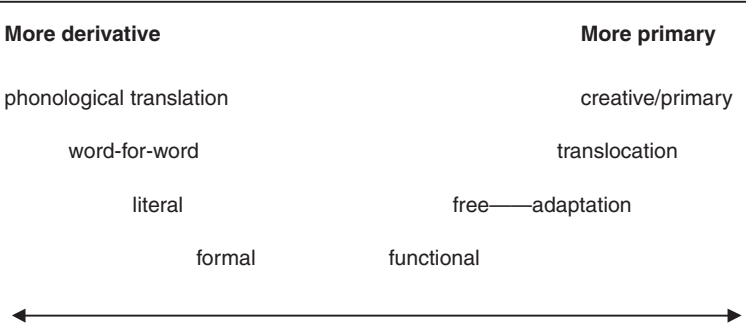 More derivative More primary
phonological translation creative/primary
word-for-word translocation
literal free——adaptation
formal functional